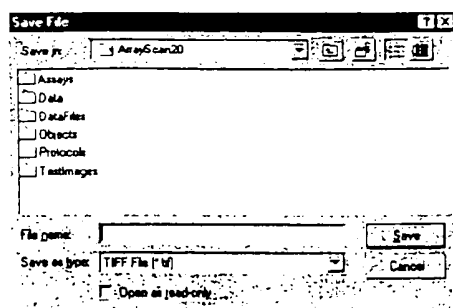 Save File
Save in: ArrayScan20
Assays
Data
DataFiles
Objects
Protocols
TestImages
File name:
Save
Save as type: TIFF File (*.tif)
Cancel
Open as read-only